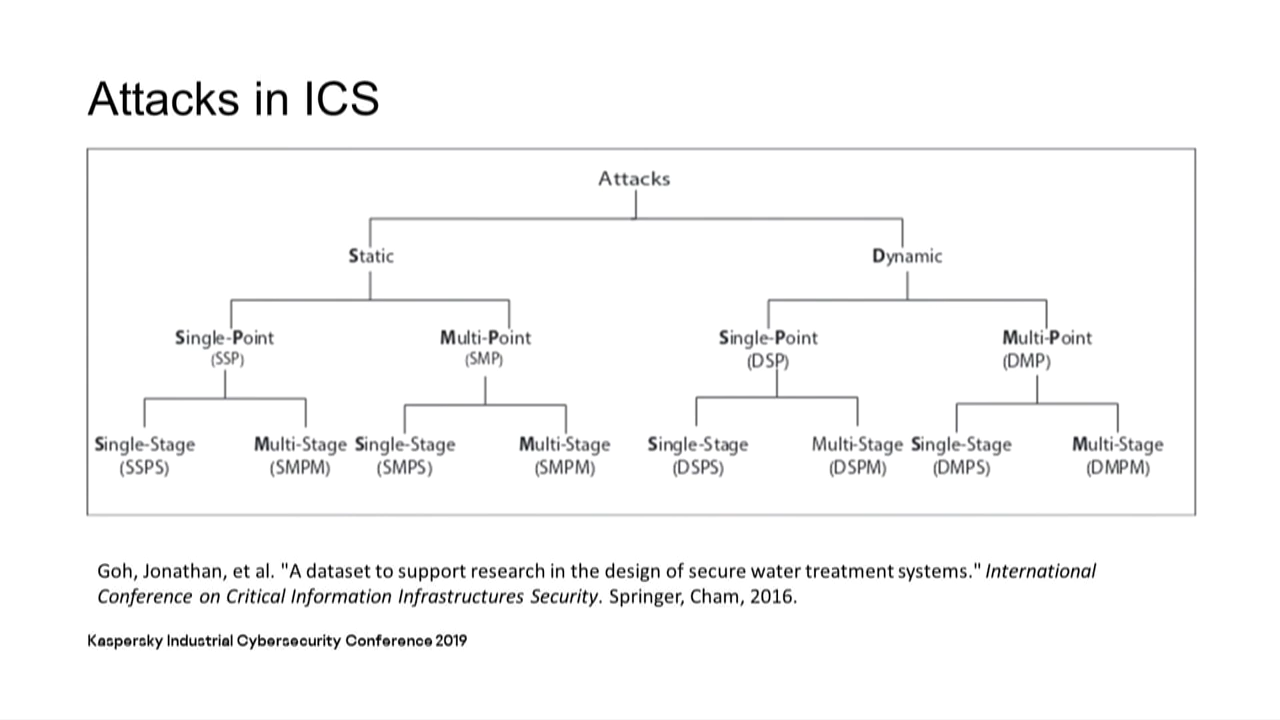 Attacks in ICS
Attacks
Static
Dynamic
Single-Point
(SSP)
Multi-Point
(SMP)
Single-Point
(DSP)
Multi-Point
(DMP)
Single-Stage
(SSPS)
Multi-Stage
(SMPM)
Single-Stage
(SMPS)
Multi-Stage
(SMPM)
Single-Stage
(DSPS)
Multi-Stage
(DSPM)
Single-Stage
(DMPS)
Multi-Stage
(DMPM)
Goh, Jonathan, et al. "A dataset to support research in the design of secure water treatment systems." International
Conference on Critical Information Infrastructures Security. Springer, Cham, 2016.
Kaspersky Industrial Cybersecurity Conference 2019